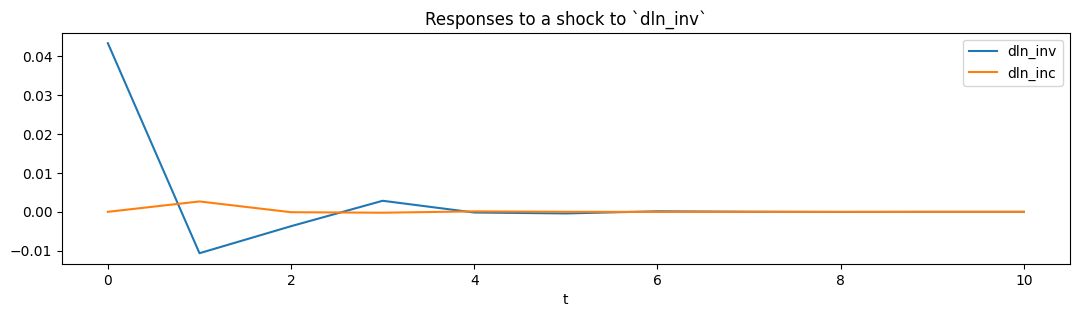 Responses to a shock to `dln_inv`
0.04
0.03
0.02
0.01
0.00
−0.01
dln_inv
dln_inc
0 2 4 6 8 10
t